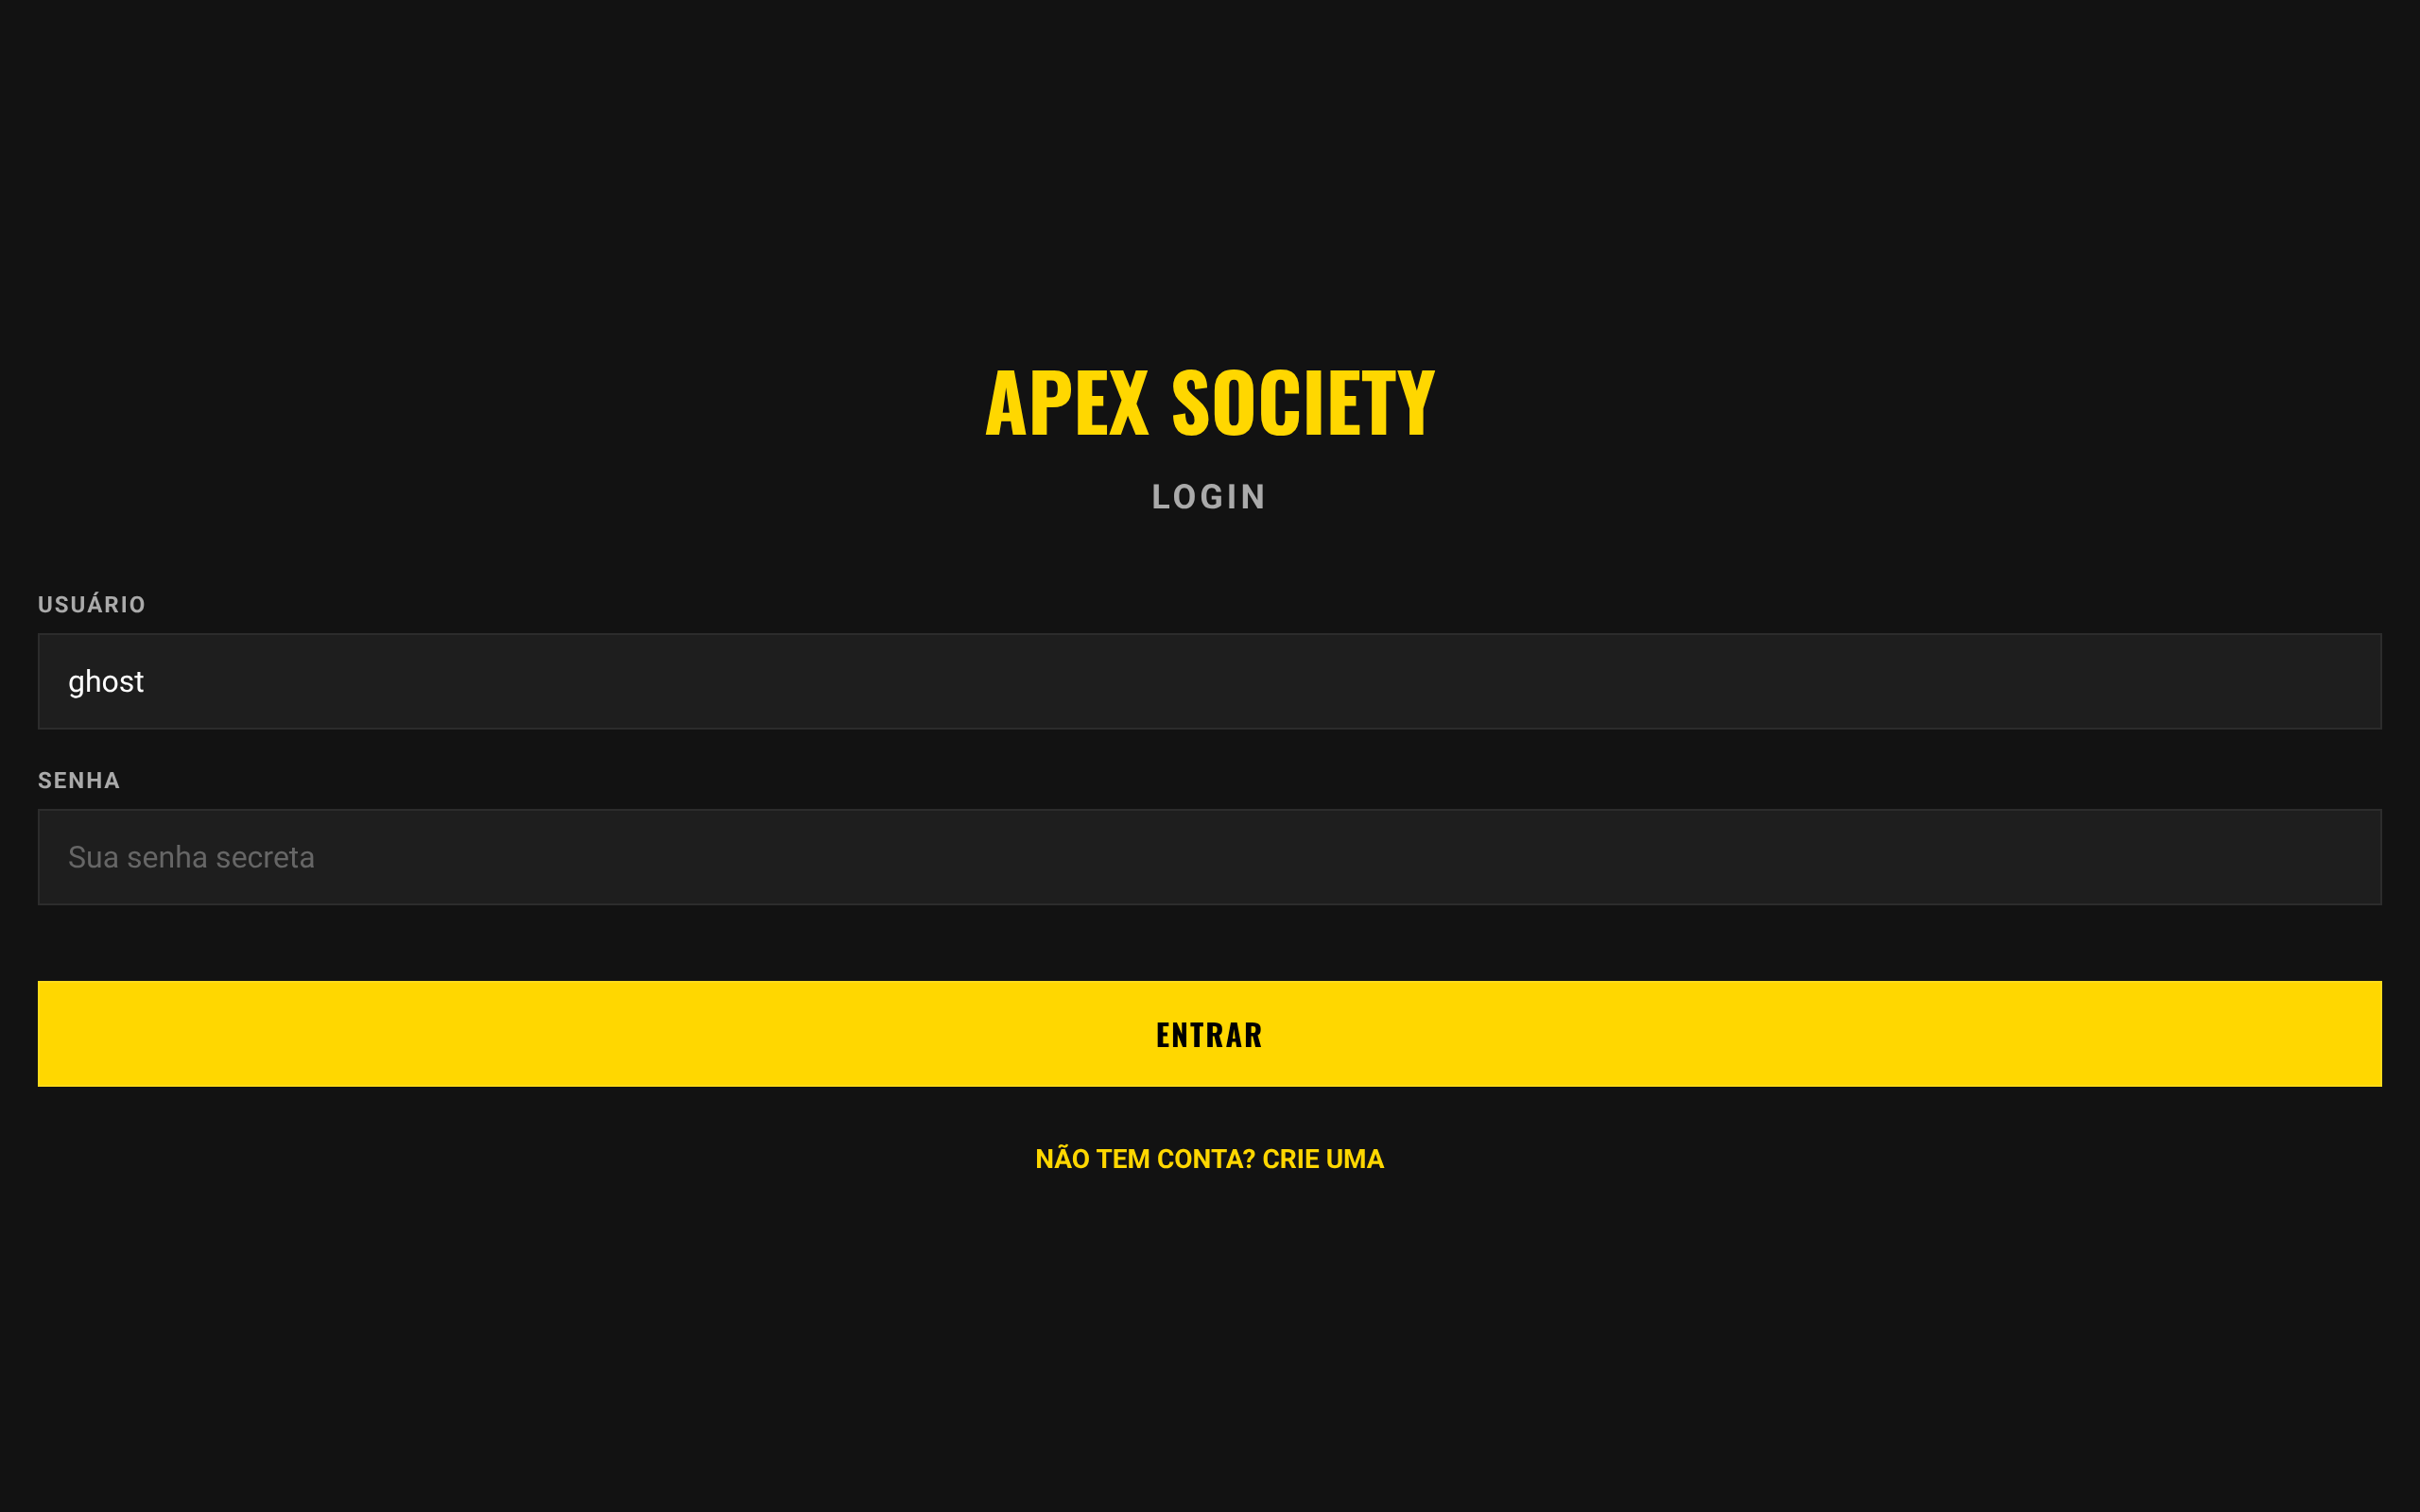 APEX SOCIETY
LOGIN
USUÁRIO
ghost
SENHA
Sua senha secreta
ENTRAR
NÃO TEM CONTA? CRIE UMA